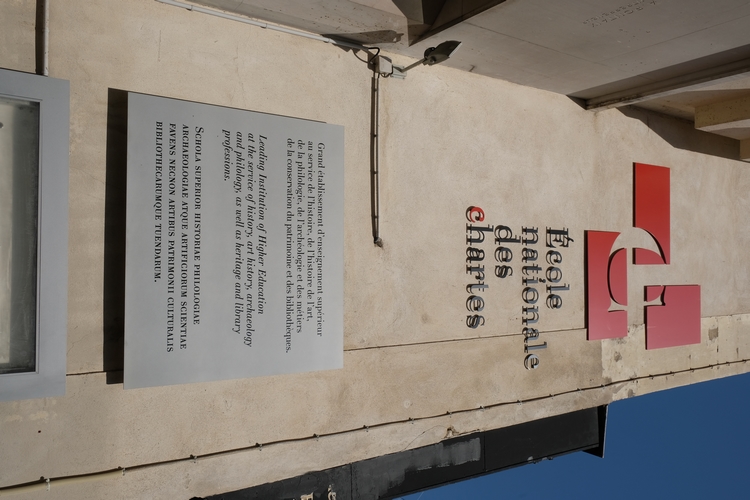 École
nationale
des
chartes
Grand établissement d'enseignement supérieur
au service de l'histoire, de l'histoire de l'art,
de la philologie, de l'archéologie et des métiers
de la conservation du patrimoine et des bibliothèques.
Leading Institution of Higher Education
at the service of history, art history, archaeology
and philology, as well as heritage and library
professions.
Schola superior historiae philologiae
archaeologiae atque artificiorum scientiae
favens necnon artibus patrimonii culturalis
bibliothecarumque tuendarum.